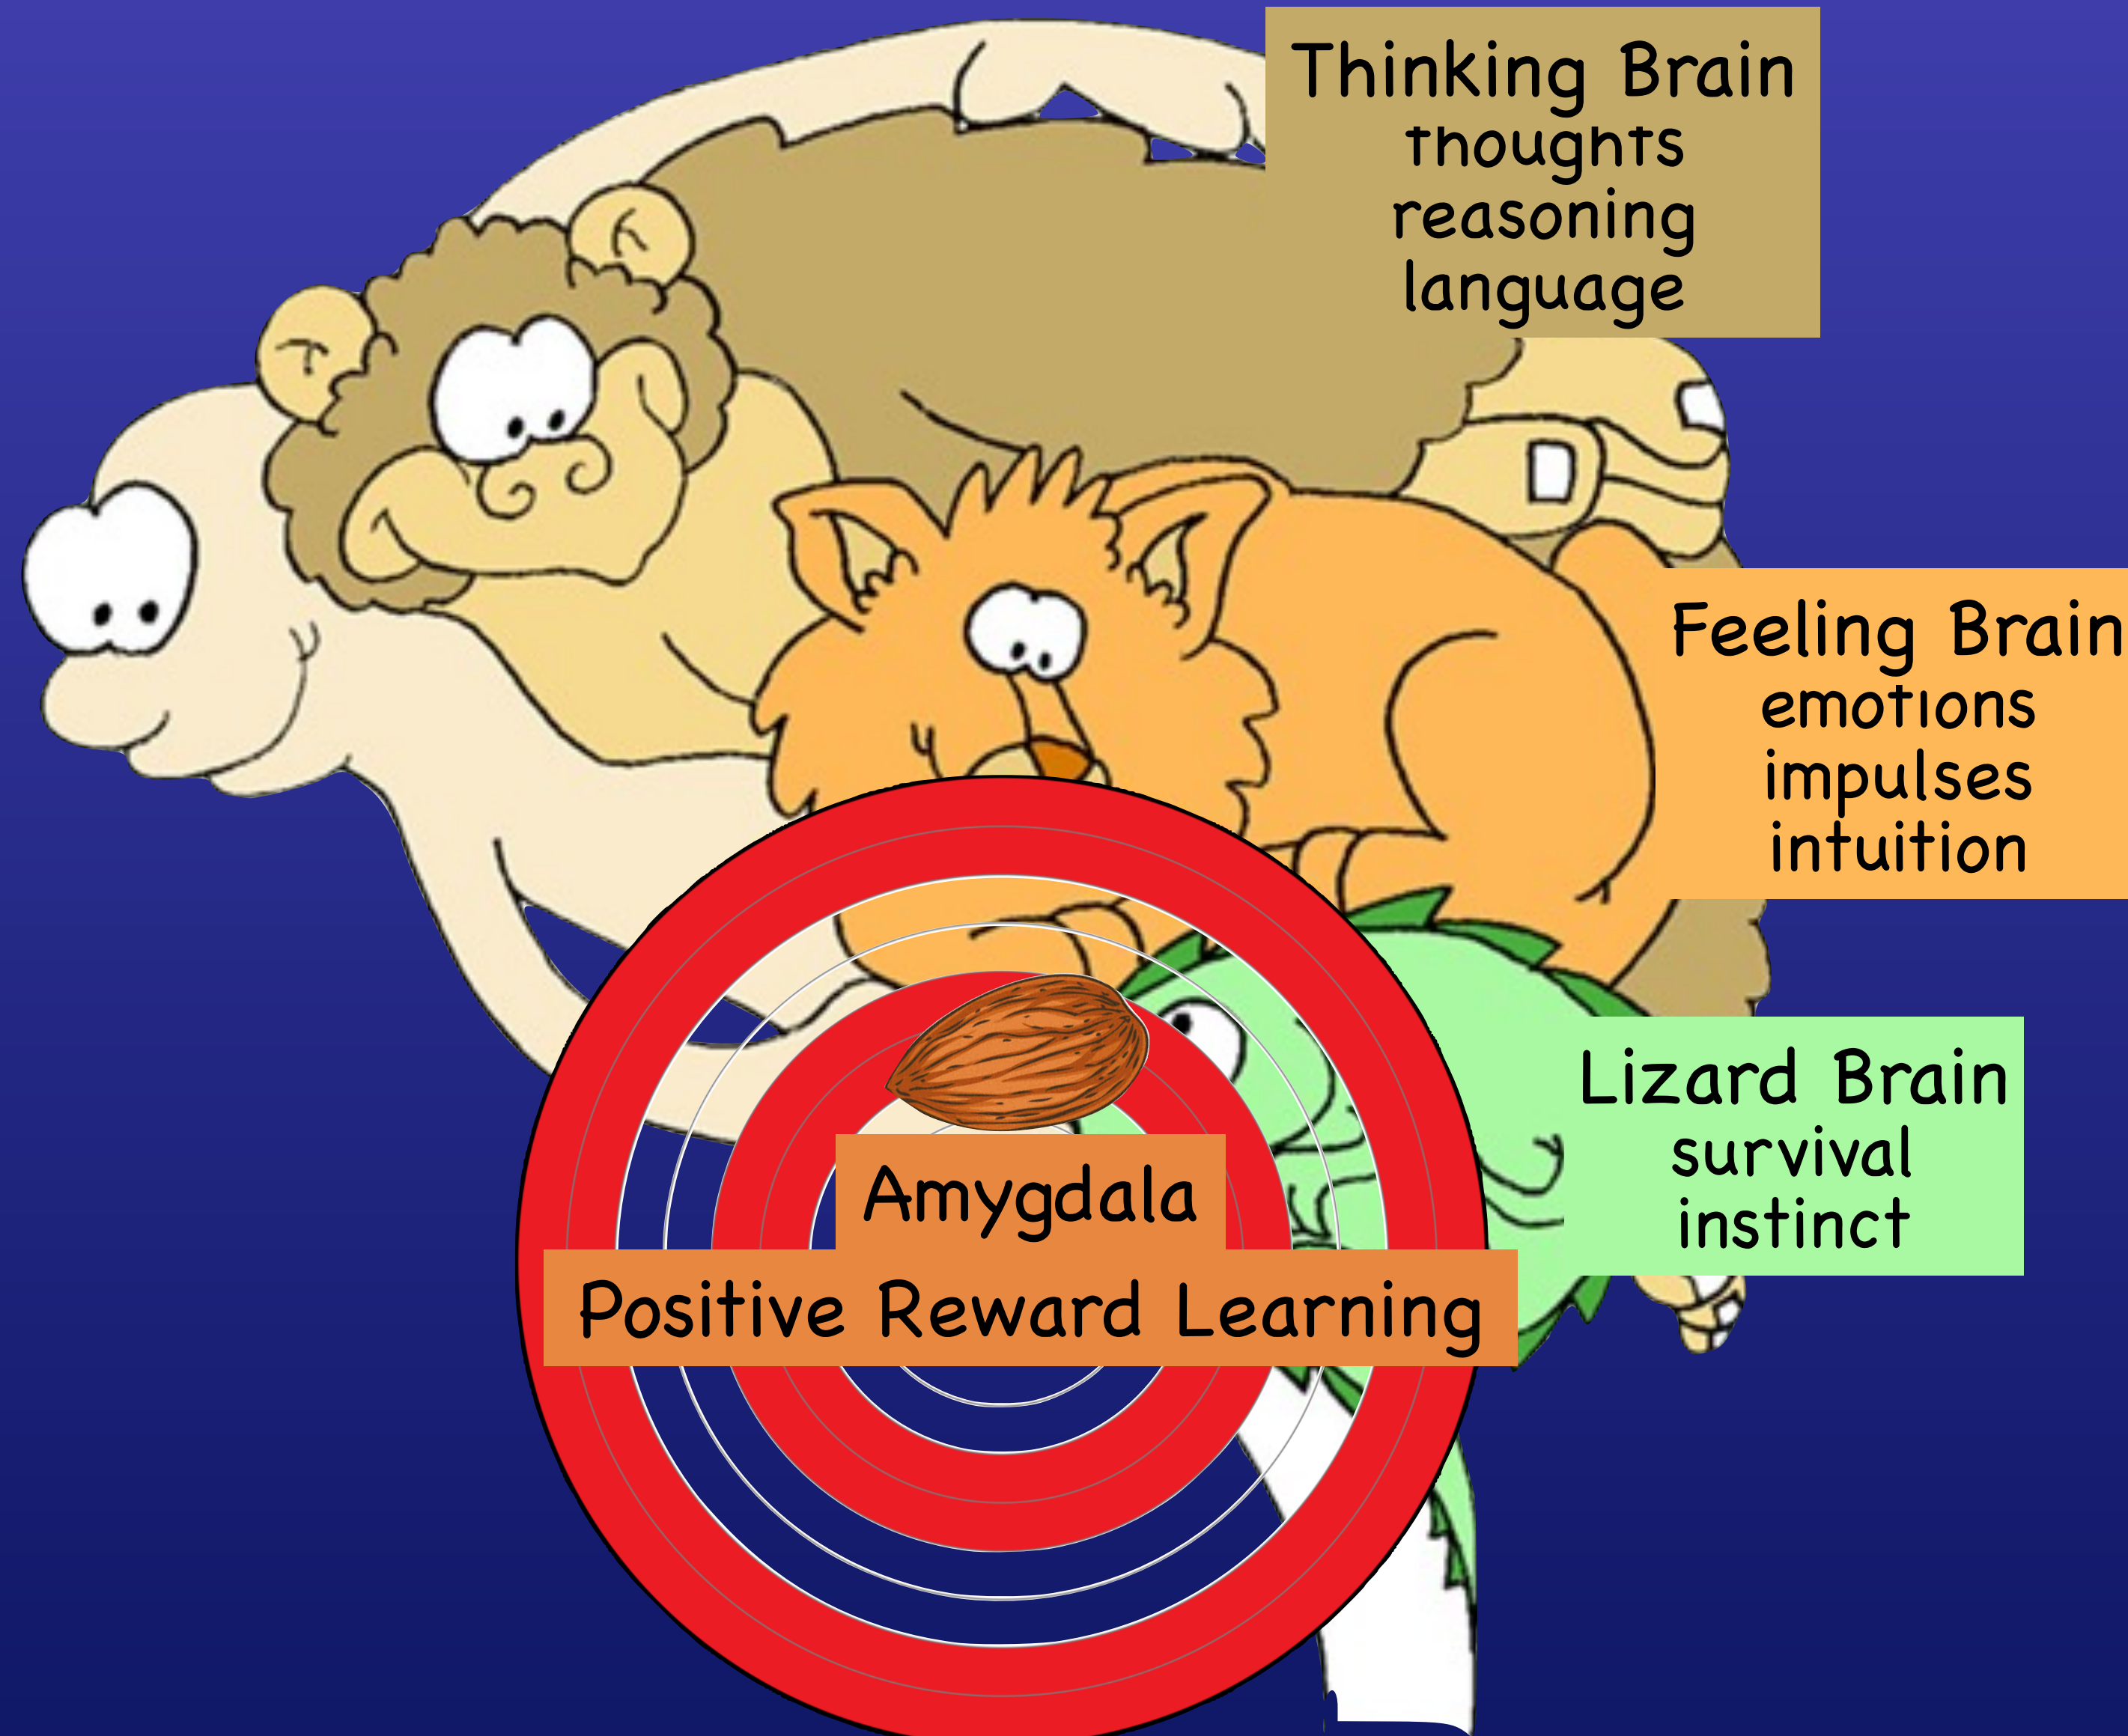 Thinking Brain
thoughts
reasoning
language
Feeling Brain
emotions
impulses
intuition
Lizard Brain
survival
instinct
Amygdala
Positive Reward Learning